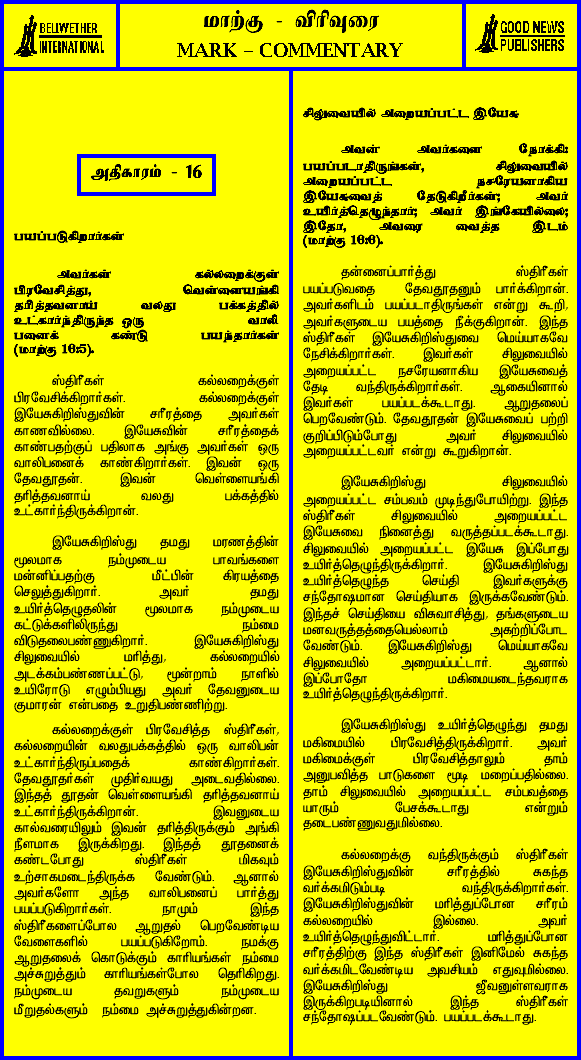 BELIWETHER
INTERNATIONAL
மாற்கு - விரிவுரை
MARK – COMMENTARY
GOOD NEWS
PUBLISHERS
அதிகாரம் - 16
பயப்படுகிறார்கள்
அவர்கள் கல்லறைக்குள்
பிரவேசித்து, வெள்ளையங்கி
தரித்தவனாய் வலது பக்கத்தில்
உட்கார்ந்திருந்த ஒரு வாலி
பனைக் கண்டு பயந்தார்கள்
(மாற்கு 16:5).
ஸ்திரீகள் கல்லறைக்குள்
பிரவேசிக்கிறார்கள். கல்லறைக்குள்
இயேசுகிறிஸ்துவின் சரீரத்தை அவர்கள்
காணவில்லை. இயேசுவின் சரீரத்தைக்
காண்பதற்குப் பதிலாக அங்கு அவர்கள் ஒரு
வாலிபனைக் காண்கிறார்கள். இவன் ஒரு
தேவதூதன். இவன் வெள்ளையங்கி
தரித்தவனாய் வலது பக்கத்தில்
உட்கார்ந்திருக்கிறான்.
இயேசுகிறிஸ்து தமது மரணத்தின்
மூலமாக நம்முடைய பாவங்களை
மன்னிப்பதற்கு மீட்பின் கிரயத்தை
செலுத்துகிறார். அவர் தமது
உயிர்த்தெழுதலின் மூலமாக நம்முடைய
கட்டுக்களிலிருந்து நம்மை
விடுதலைபண்ணுகிறார். இயேசுகிறிஸ்து
சிலுவையில் மரித்து, கல்லறையில்
அடக்கம்பண்ணப்பட்டு, மூன்றாம் நாளில்
உயிரோடு எழும்பியது அவர் தேவனுடைய
குமாரன் என்பதை உறுதிபண்ணிற்று.
கல்லறைக்குள் பிரவேசித்த ஸ்திரீகள்,
கல்லறையின் வலதுபக்கத்தில் ஒரு வாலிபன்
உட்கார்ந்திருப்பதைக் காண்கிறார்கள்.
தேவதூதர்கள் முதிர்வயது அடைவதில்லை.
இந்தத் தூதன் வெள்ளையங்கி தரித்தவனாய்
உட்கார்ந்திருக்கிறான். இவனுடைய
கால்வரையிலும் இவன் தரித்திருக்கும் அங்கி
நீளமாக இருக்கிறது. இந்தத் தூதனைக்
கண்டபோது ஸ்திரீகள் மிகவும்
உற்சாகமடைந்திருக்க வேண்டும். ஆனால்
அவர்களோ அந்த வாலிபனைப் பார்த்து
பயப்படுகிறார்கள். நாமும் இந்த
ஸ்திரீகளைப்போல ஆறுதல் பெறவேண்டிய
வேளைகளில் பயப்படுகிறோம். நமக்கு
ஆறுதலைக் கொடுக்கும் காரியங்கள் நம்மை
அச்சுறுத்தும் காரியங்கள்போல தெரிகிறது.
நம்முடைய தவறுகளும் நம்முடைய
மீறுதல்களும் நம்மை அச்சுறுத்துகின்றன.
சிலுவையில் அறையப்பட்ட இயேசு
அவன் அவர்களை நோக்கி:
பயப்படாதிருங்கள், சிலுவையில்
அறையப்பட்ட நசரேயனாகிய
இயேசுவைத் தேடுகிறீர்கள்; அவர்
உயிர்த்தெழுந்தார்; அவர் இங்கேயில்லை;
இதோ, அவரை வைத்த இடம்
(மாற்கு 16:6).
தன்னைப்பார்த்து ஸ்திரீகள்
பயப்படுவதை தேவதூதனும் பார்க்கிறான்.
அவர்களிடம் பயப்படாதிருங்கள் என்று கூறி,
அவர்களுடைய பயத்தை நீக்குகிறான். இந்த
ஸ்திரீகள் இயேசுகிறிஸ்துவை மெய்யாகவே
நேசிக்கிறார்கள். இவர்கள் சிலுவையில்
அறையப்பட்ட நசரேயனாகிய இயேசுவைத்
தேடி வந்திருக்கிறார்கள். ஆகையினால்
இவர்கள் பயப்படக்கூடாது. ஆறுதலைப்
பெறவேண்டும். தேவதூதன் இயேசுவைப் பற்றி
குறிப்பிடும்போது அவர் சிலுவையில்
அறையப்பட்டவர் என்று கூறுகிறான்.
இயேசுகிறிஸ்து சிலுவையில்
அறையப்பட்ட சம்பவம் முடிந்துபோயிற்று. இந்த
ஸ்திரீகள் சிலுவையில் அறையப்பட்ட
இயேசுவை நினைத்து வருத்தப்படக்கூடாது.
சிலுவையில் அறையப்பட்ட இயேசு இப்போது
உயிர்த்தெழுந்திருக்கிறார். இயேசுகிறிஸ்து
உயிர்த்தெழுந்த செய்தி இவர்களுக்கு
சந்தோஷமான செய்தியாக இருக்கவேண்டும்.
இந்தச் செய்தியை விசுவாசித்து, தங்களுடைய
மனவருத்தத்தையெல்லாம் அகற்றிப்போட
வேண்டும். இயேசுகிறிஸ்து மெய்யாகவே
சிலுவையில் அறையப்பட்டார். ஆனால்
இப்போதோ மகிமையடைந்தவராக
உயிர்த்தெழுந்திருக்கிறார்.
இயேசுகிறிஸ்து உயிர்த்தெழுந்து தமது
மகிமையில் பிரவேசித்திருக்கிறார். அவர்
மகிமைக்குள் பிரவேசித்தாலும் தாம்
அனுபவித்த பாடுகளை மூடி மறைப்பதில்லை.
தாம் சிலுவையில் அறையப்பட்ட சம்பவத்தை
யாரும் பேசக்கூடாது என்றும்
தடைபண்ணுவதுமில்லை.
கல்லறைக்கு வந்திருக்கும் ஸ்திரீகள்
இயேசுகிறிஸ்துவின் சரீரத்தில் சுகந்த
வர்க்கமிடும்படி வந்திருக்கிறார்கள்.
இயேசுகிறிஸ்துவின் மரித்துப்போன சரீரம்
கல்லறையில் இல்லை. அவர்
உயிர்த்தெழுந்துவிட்டார். மரித்துப்போன
சரீரத்திற்கு இந்த ஸ்திரீகள் இனிமேல் சுகந்த
வர்க்கமிடவேண்டிய அவசியம் எதுவுமில்லை.
இயேசுகிறிஸ்து ஜீவனுள்ளவராக
இருக்கிறபடியினால் இந்த ஸ்திரீகள்
சந்தோஷப்படவேண்டும். பயப்படக்கூடாது.